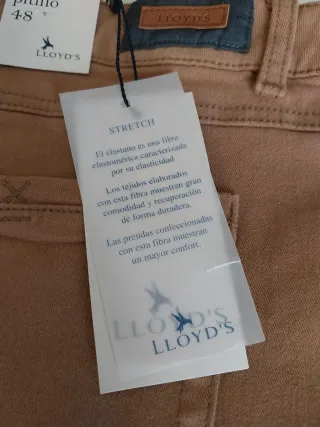 pitillo
48
LLOYD'S
LLOYD'S
STRETCH
El elastano es una fibra
elastomérica caracterizada
por su elasticidad
Los tejidos elaborados
con esta fibra muestran gran
comodidad y recuperación
de forma duradera.
Las prendas confeccionadas
con esta fibra muestran
un mayor confort.
LLOYD'S
LLOYD'S